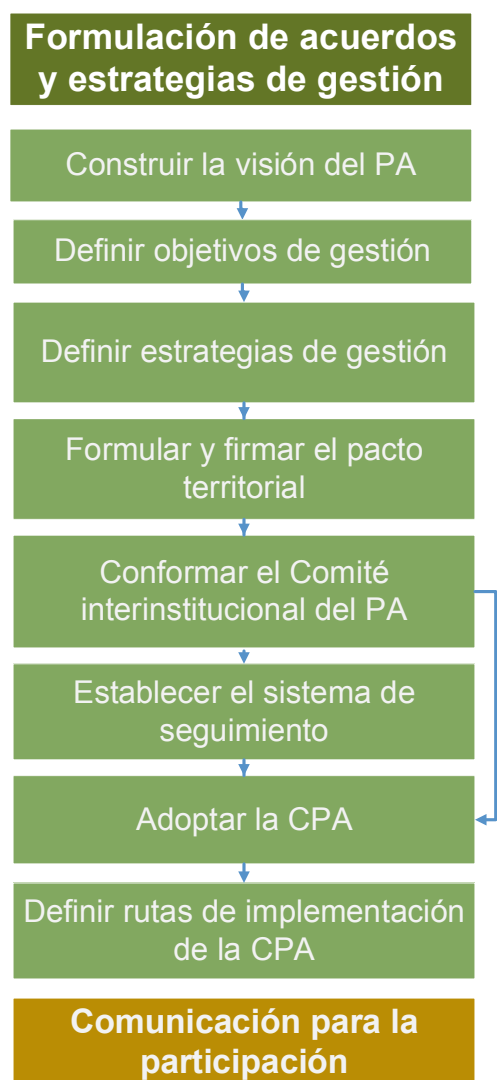 Formulación de acuerdos
y estrategias de gestión
Construir la visión del PA
Definir objetivos de gestión
Definir estrategias de gestión
Formular y firmar el pacto
territorial
Conformar el Comité
interinstitucional del PA
Establecer el sistema de
seguimiento
Adoptar la CPA
Definir rutas de implementación
de la CPA
Comunicación para la
participación